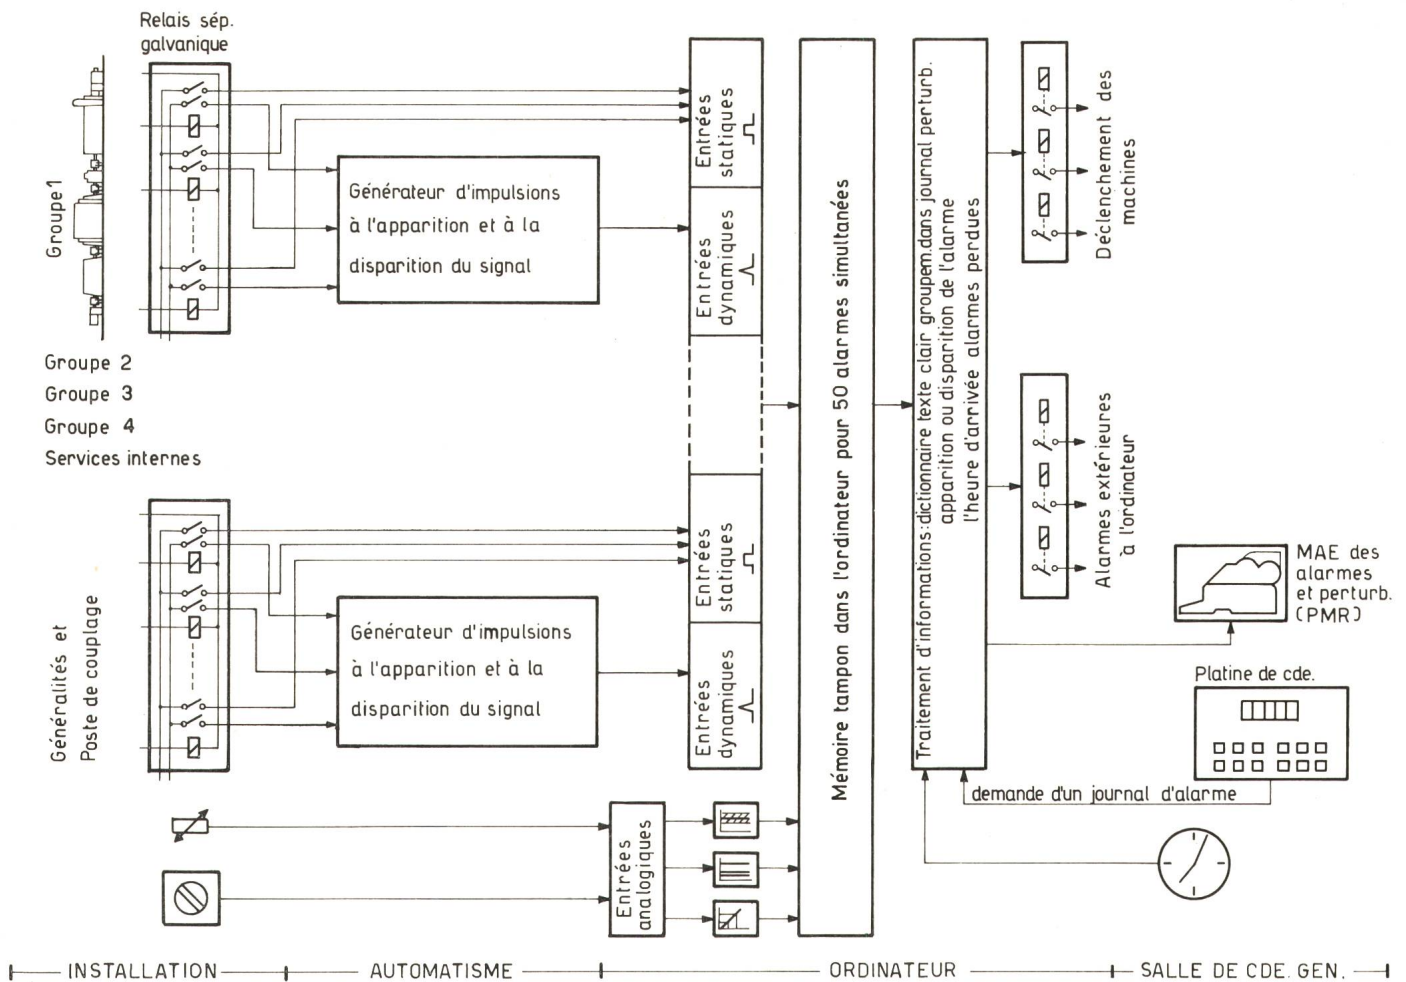 Relais sép.
galvanique
Groupe 1
Générateur d'impulsions
à l'apparition et à la
disparition du signal
Entrées
statiques
Entrées
dynamiques
Groupe 2
Groupe 3
Groupe 4
Services internes
Généralités et
Poste de couplage
Générateur d'impulsions
à l'apparition et à la
disparition du signal
Entrées
statiques
Entrées
dynamiques
Entrées
analogiques
Mémoire tampon dans l'ordinateur pour 50 alarmes simultanées
Traitement d'informations:dictionnaire texte clair groupem.dans journal perturb.
apparition ou disparition de l'alarme
l'heure d'arrivée alarmes perdues
Déclenchement des
machines
Alarmes extérieures
à l'ordinateur
MAE des
alarmes
et perturb.
(PMR)
Platine de cde.
demande d'un journal d'alarme
INSTALLATION
AUTOMATISME
ORDINATEUR
SALLE DE CDE. GEN.